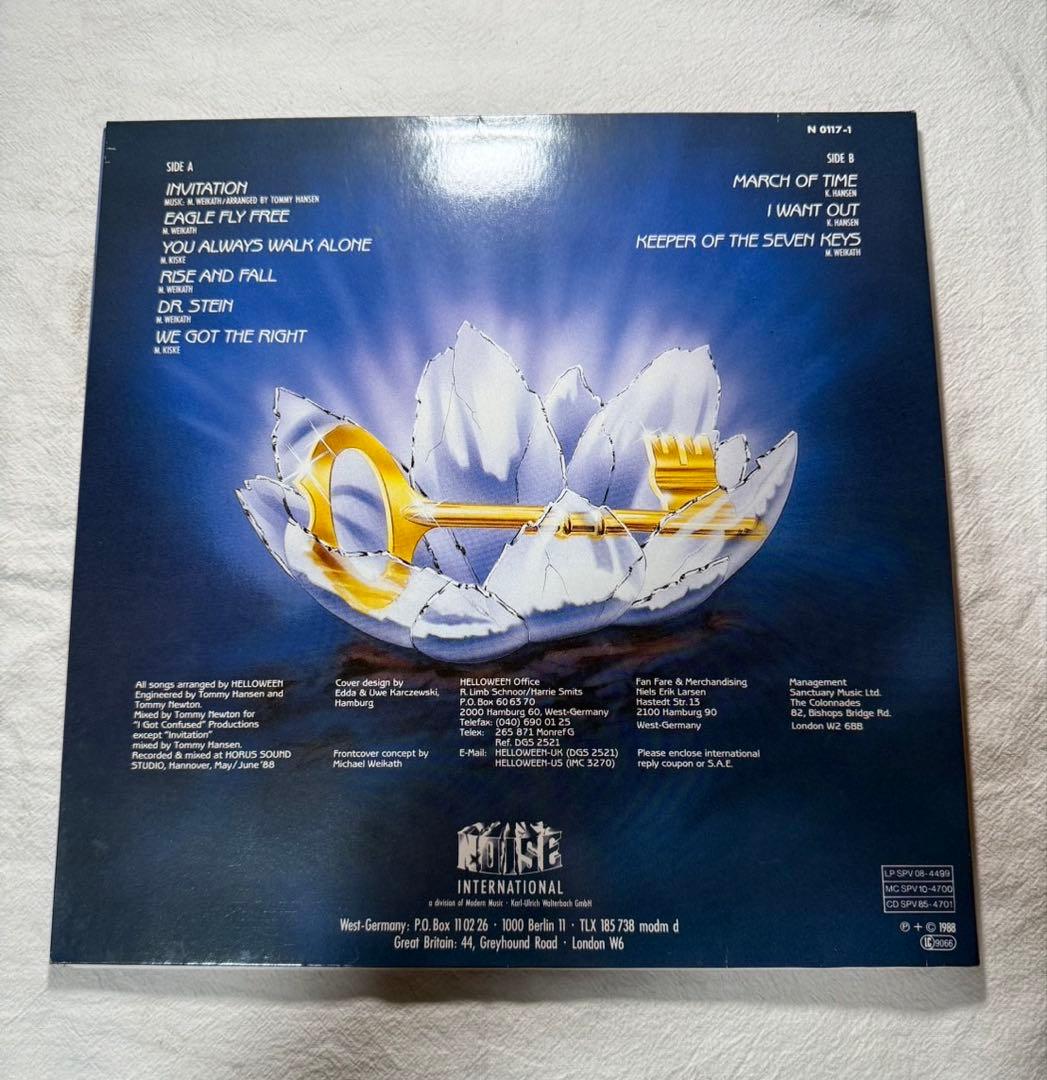 N 0117-1
SIDE A
INVITATION
MUSIC: M. WEIKATH/ARRANGED BY TOMMY HANSEN
EAGLE FLY FREE
M. WEIKATH
YOU ALWAYS WALK ALONE
M. KISKE
RISE AND FALL
M. WEIKATH
DR. STEIN
M. WEIKATH
WE GOT THE RIGHT
M. KISKE
SIDE B
MARCH OF TIME
K. HANSEN
I WANT OUT
K. HANSEN
KEEPER OF THE SEVEN KEYS
M. WEIKATH
All songs arranged by HELLOWEEN
Engineered by Tommy Hansen and
Tommy Newton.
Mixed by Tommy Newton for
"I Got Confused" Productions
except "Invitation"
mixed by Tommy Hansen.
Recorded & mixed at HORUS SOUND
STUDIO, Hannover, May/June'88
Cover design by
Edda & Uwe Karczewski,
Hamburg
Frontcover concept by
Michael Weikath
HELLOWEEN Office
R. Limb Schnoor/Harrie Smits
P.O. Box 60 63 70
2000 Hamburg 60, West-Germany
Telefax: (040) 690 01 25
Telex: 265 871 Monref G
Ref. DGS 2521
E-Mail: HELLOWEEN-UK (DGS 2521)
HELLOWEEN-US (IMC 3270)
Fan Fare & Merchandising
Niels Erik Larsen
Hastedt Str. 13
2100 Hamburg 90
West-Germany
Please enclose international
reply coupon or S.A.E.
Management
Sanctuary Music Ltd.
The Colonnades
82, Bishops Bridge Rd.
London W2 6BB
NOISE
INTERNATIONAL
a division of Modern Music · Karl-Ulrich Walterbach GmbH
West-Germany: P.O. Box 11 02 26 · 1000 Berlin 11 · TLX 185 738 modm d
Great Britain: 44, Greyhound Road · London W6
LP SPV 08-4499
MC SPV 10-4700
CD SPV 85-4701
℗ + © 1988
LC 9066